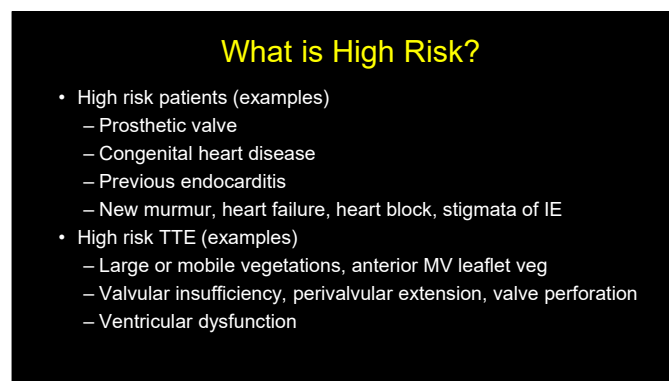 What is High Risk?
• High risk patients (examples)
– Prosthetic valve
– Congenital heart disease
– Previous endocarditis
– New murmur, heart failure, heart block, stigmata of IE
• High risk TTE (examples)
– Large or mobile vegetations, anterior MV leaflet veg
– Valvular insufficiency, perivalvular extension, valve perforation
– Ventricular dysfunction